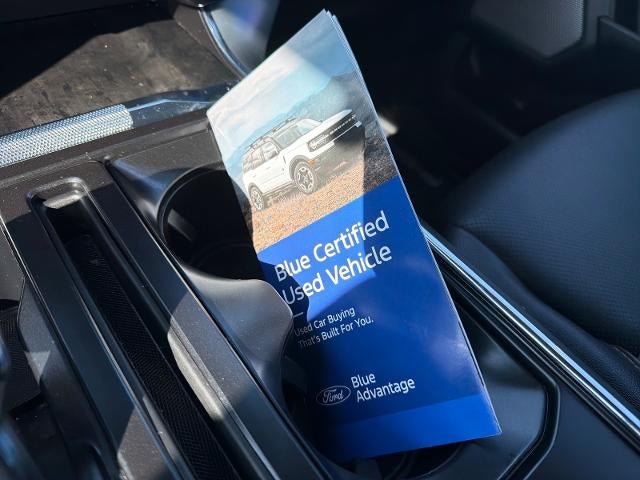 Blue Certified
Used Vehicle
Used Car Buying
That's Built For You.
Ford
Blue
Advantage